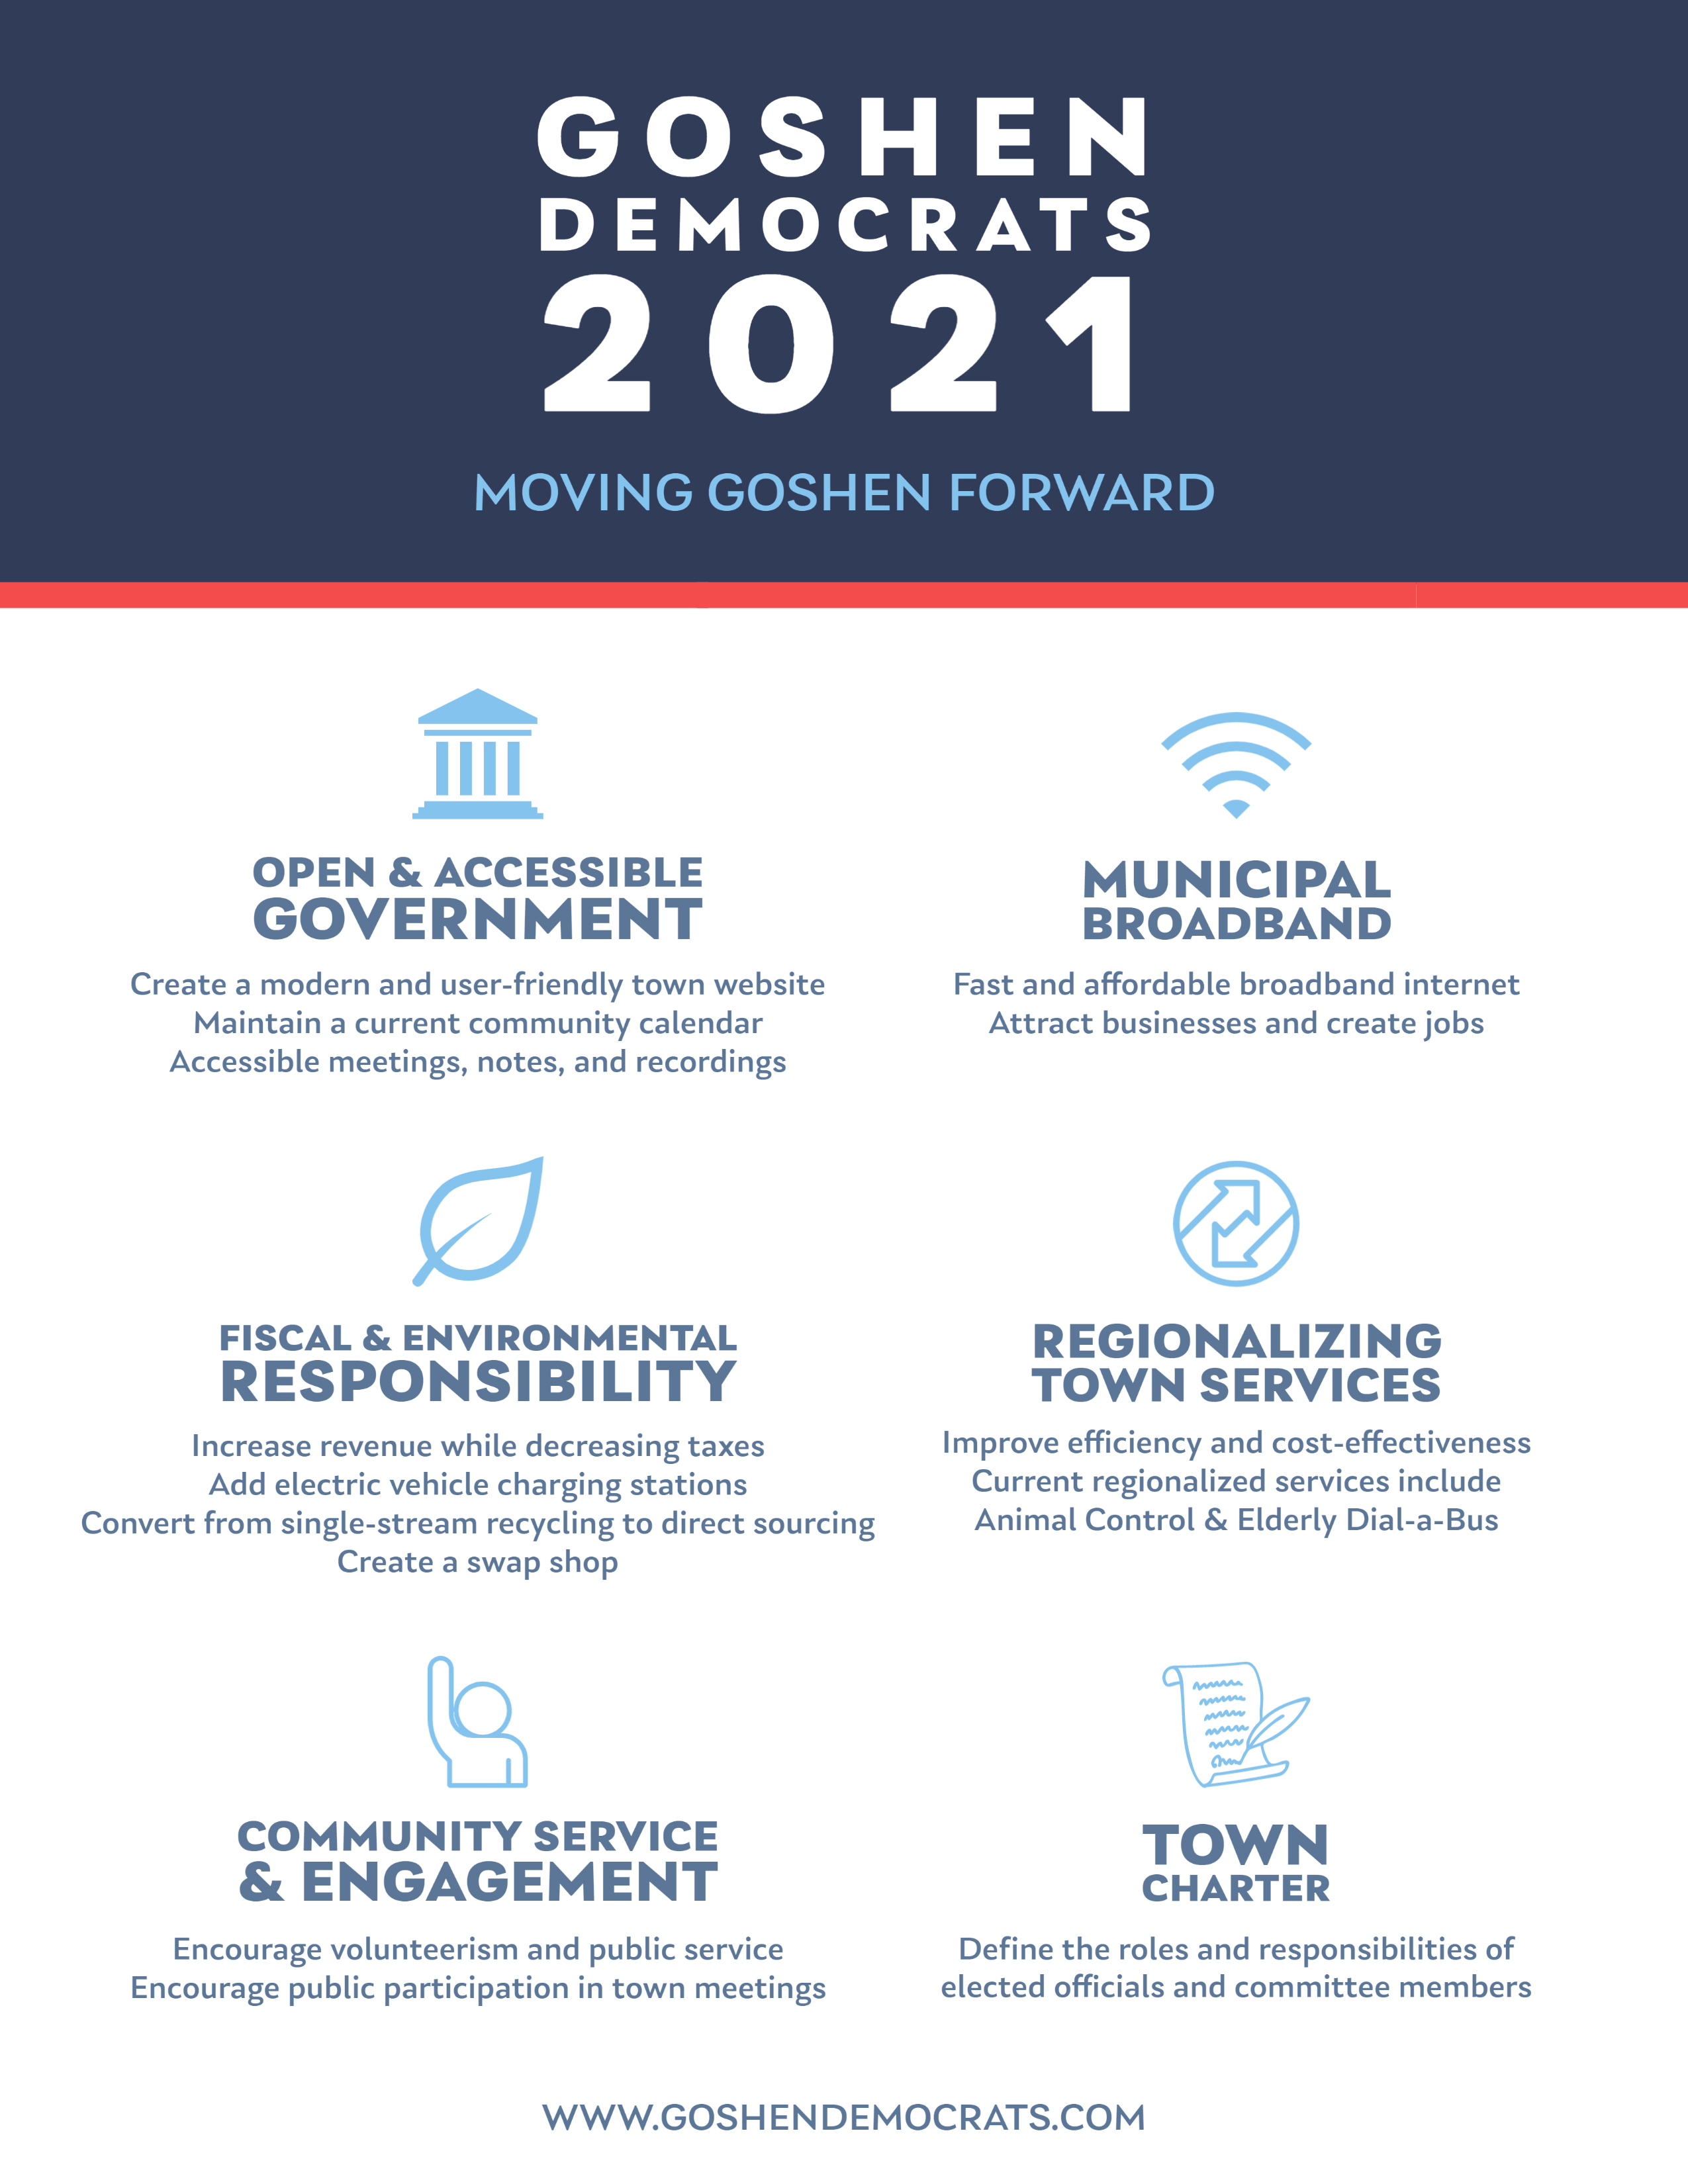 GOSHEN
DEMOCRATS
2021
MOVING GOSHEN FORWARD
OPEN & ACCESSIBLE
GOVERNMENT
Create a modern and user-friendly town website
Maintain a current community calendar
Accessible meetings, notes, and recordings
MUNICIPAL
BROADBAND
Fast and affordable broadband internet
Attract businesses and create jobs
FISCAL & ENVIRONMENTAL
RESPONSIBILITY
Increase revenue while decreasing taxes
Add electric vehicle charging stations
Convert from single-stream recycling to direct sourcing
Create a swap shop
REGIONALIZING
TOWN SERVICES
Improve efficiency and cost-effectiveness
Current regionalized services include
Animal Control & Elderly Dial-a-Bus
COMMUNITY SERVICE
& ENGAGEMENT
Encourage volunteerism and public service
Encourage public participation in town meetings
TOWN
CHARTER
Define the roles and responsibilities of
elected officials and committee members
WWW.GOSHENDEMOCRATS.COM